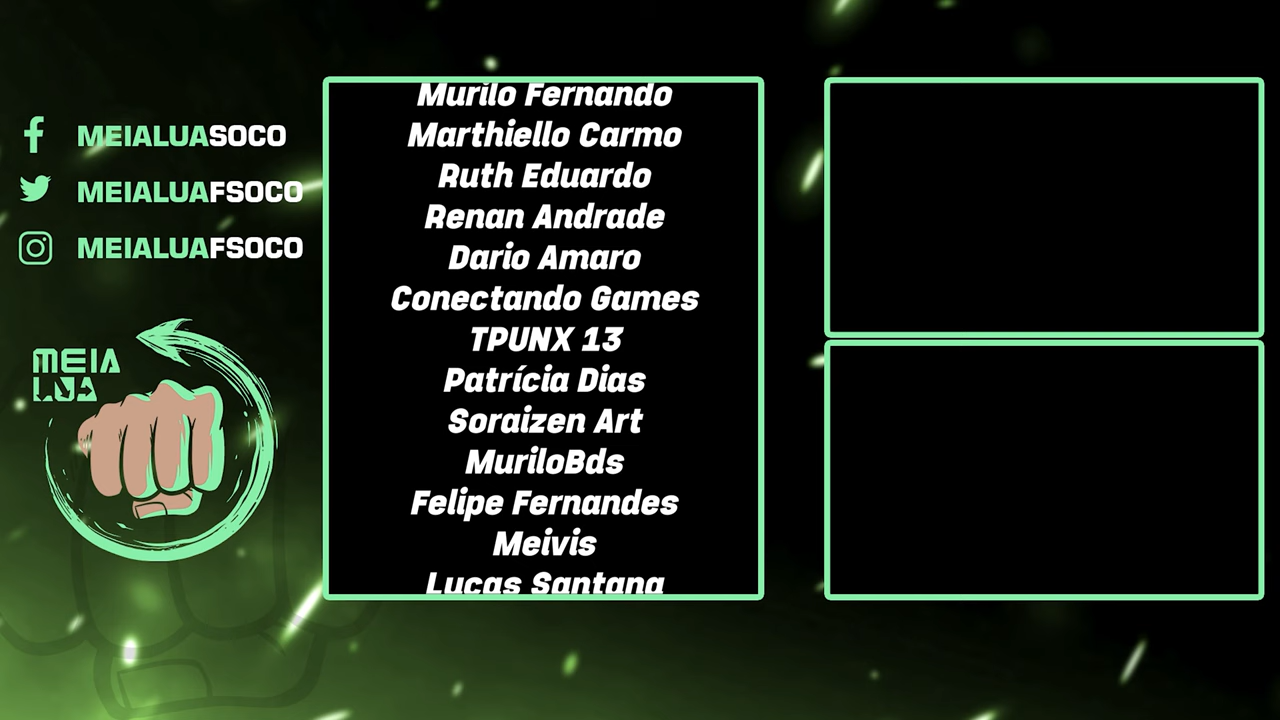 MEIALUASOCO
MEIALUAFSOCO
MEIALUAFSOCO
MEIA
LUA
Murilo Fernando
Marthiello Carmo
Ruth Eduardo
Renan Andrade
Dario Amaro
Conectando Games
TPUNX 13
Patrícia Dias
Soraizen Art
MuriloBds
Felipe Fernandes
Meivis
Lucas Santana